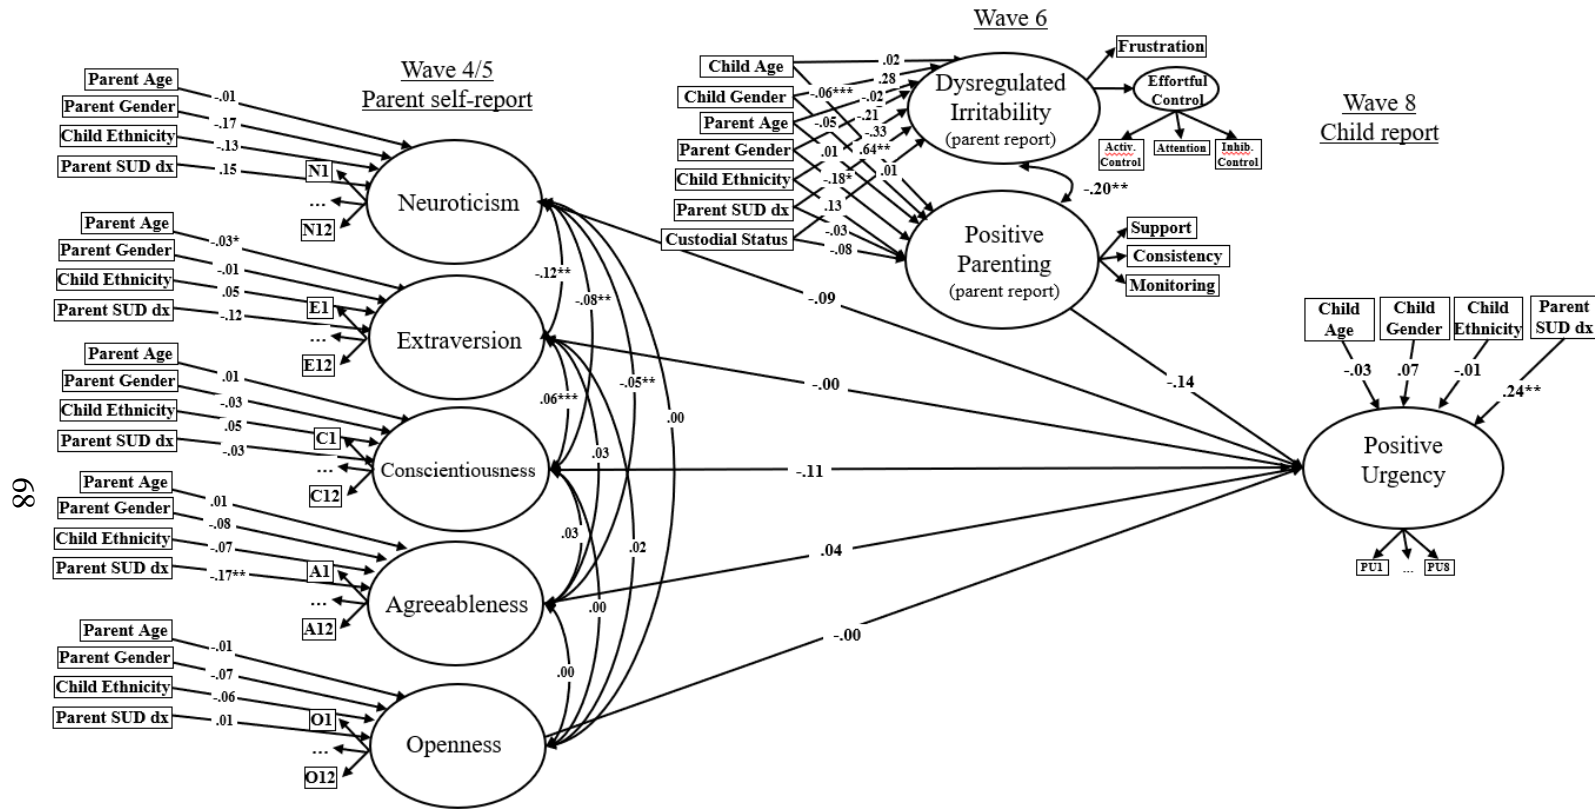 Wave 4/5
Parent self-report
Parent Age
Parent Gender
Child Ethnicity
Parent SUD dx
-.01
-.17
-.13
.15
N1
...
N12
Neuroticism
Parent Age
Parent Gender
Child Ethnicity
Parent SUD dx
-.03*
-.01
.05
-.12
E1
...
E12
Extraversion
Parent Age
Parent Gender
Child Ethnicity
Parent SUD dx
.01
-.03
.05
-.03
C1
...
C12
Conscientiousness
Parent Age
Parent Gender
Child Ethnicity
Parent SUD dx
.01
-.08
-.07
-.17**
A1
...
A12
Agreeableness
Parent Age
Parent Gender
Child Ethnicity
Parent SUD dx
-.01
-.07
-.06
.01
O1
...
O12
Openness
-.12**
-.08**
-.05**
.00
.06***
.03
.02
.03
.00
.00
Wave 6
Child Age
Child Gender
Parent Age
Parent Gender
Child Ethnicity
Parent SUD dx
Custodial Status
.02
.28
-.06***
-.02
-.21
-.05
-.33
.01
.64**
.01
-.18*
.13
-.03
-.08
Dysregulated
Irritability
(parent report)
Frustration
Effortful
Control
Activ.
Control
Attention
Inhib.
Control
-.20**
Positive
Parenting
(parent report)
Support
Consistency
Monitoring
-.09
-.00
-.11
.04
-.00
-.14
Wave 8
Child report
Child
Age
Child
Gender
Child
Ethnicity
Parent
SUD dx
-.03
.07
-.01
.24**
Positive
Urgency
PU1
...
PU8
89